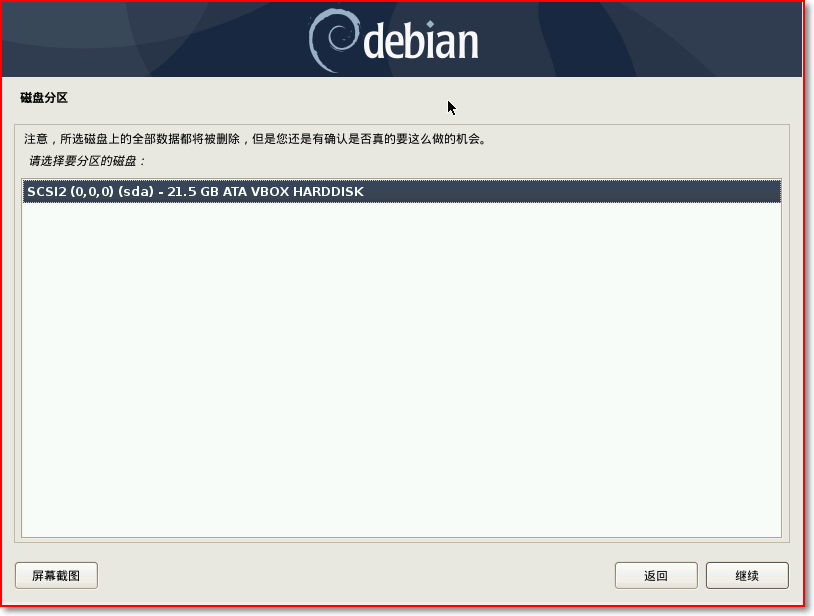 debian
磁盘分区
注意，所选磁盘上的全部数据都将被删除，但是您还是有确认是否真的要这么做的机会。
请选择要分区的磁盘：
SCSI2 (0,0,0) (sda) - 21.5 GB ATA VBOX HARDDISK
屏幕截图
返回
继续